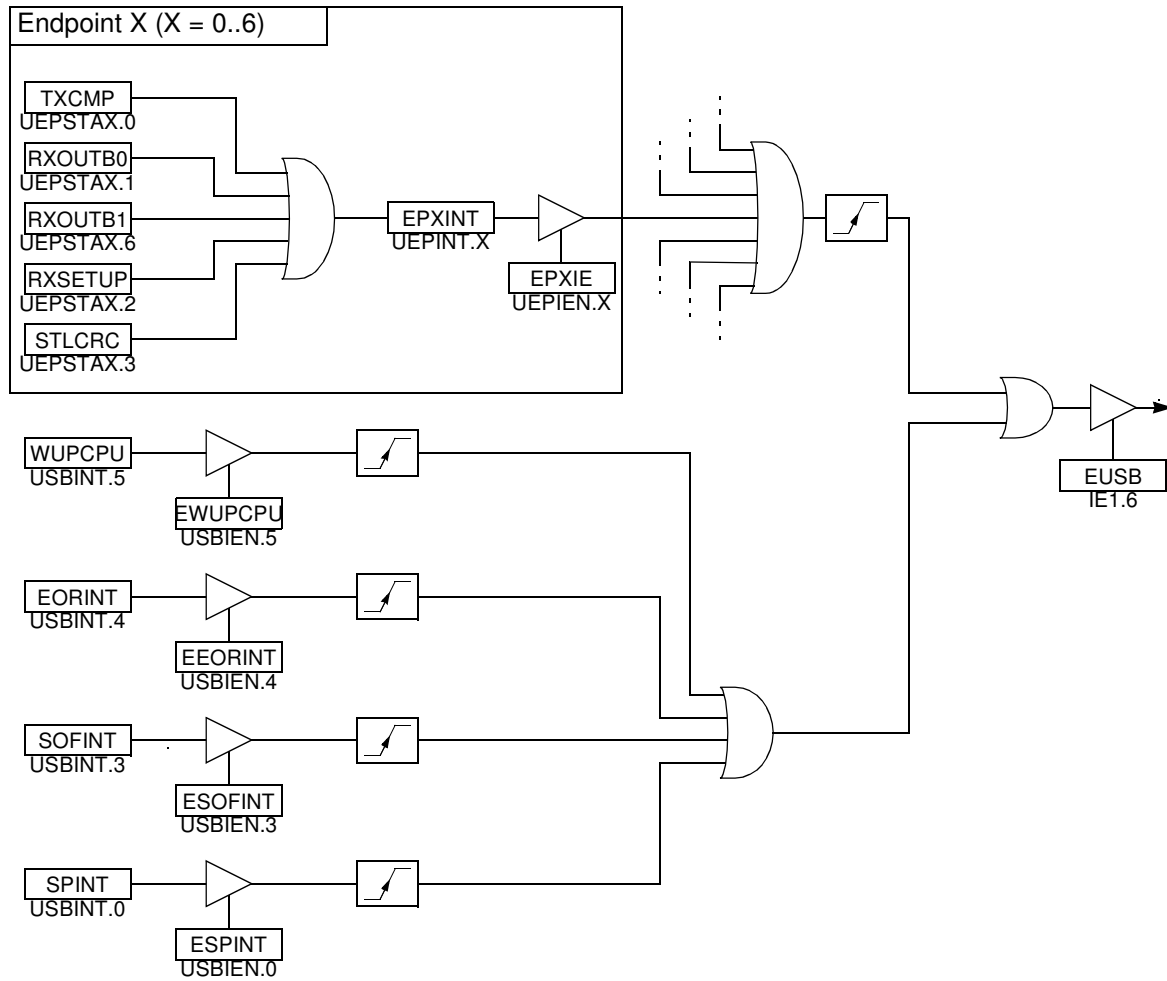 Endpoint X (X = 0..6)
TXCMP
UEPSTAX.0
RXOUTB0
UEPSTAX.1
RXOUTB1
UEPSTAX.6
RXSETUP
UEPSTAX.2
STLCRC
UEPSTAX.3
EPXINT
UEPINT.X
EPXIE
UEPIEN.X
WUPCPU
USBINT.5
EWUPCPU
USBIEN.5
EUSB
IE1.6
EORINT
USBINT.4
EEORINT
USBIEN.4
SOFINT
USBINT.3
ESOFINT
USBIEN.3
SPINT
USBINT.0
ESPINT
USBIEN.0